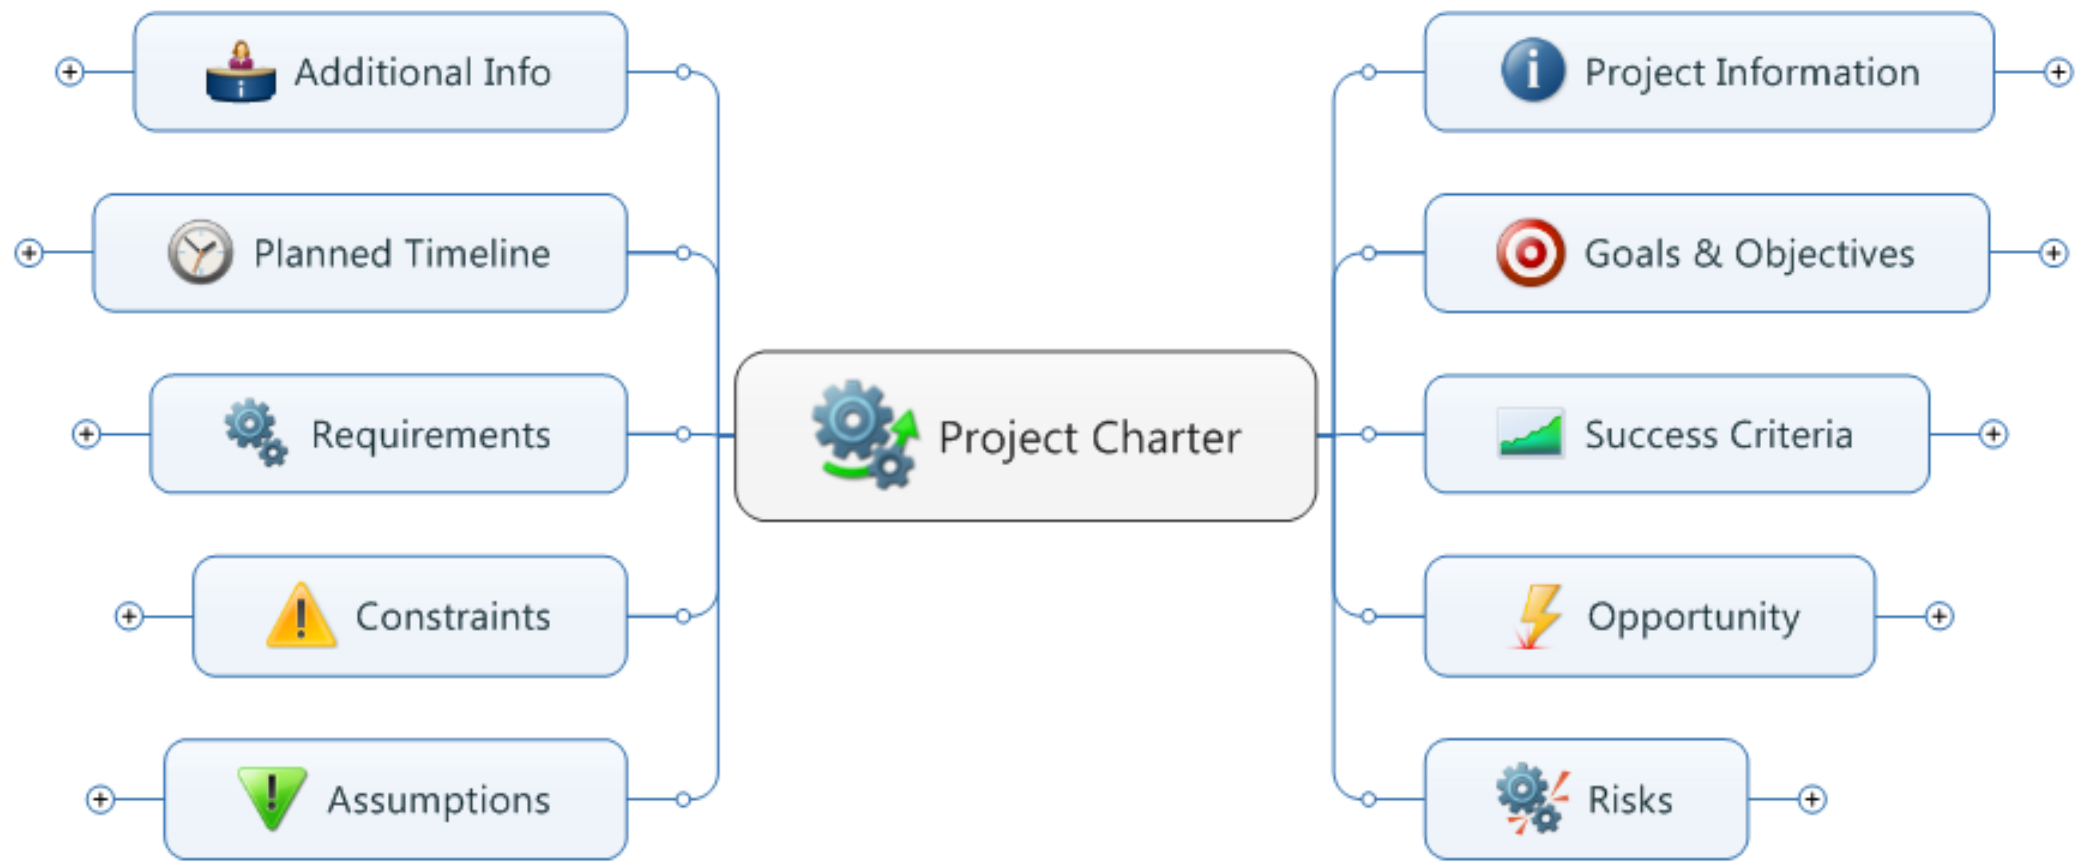 Additional Info
Planned Timeline
Requirements
Constraints
Assumptions
Project Charter
Project Information
Goals & Objectives
Success Criteria
Opportunity
Risks